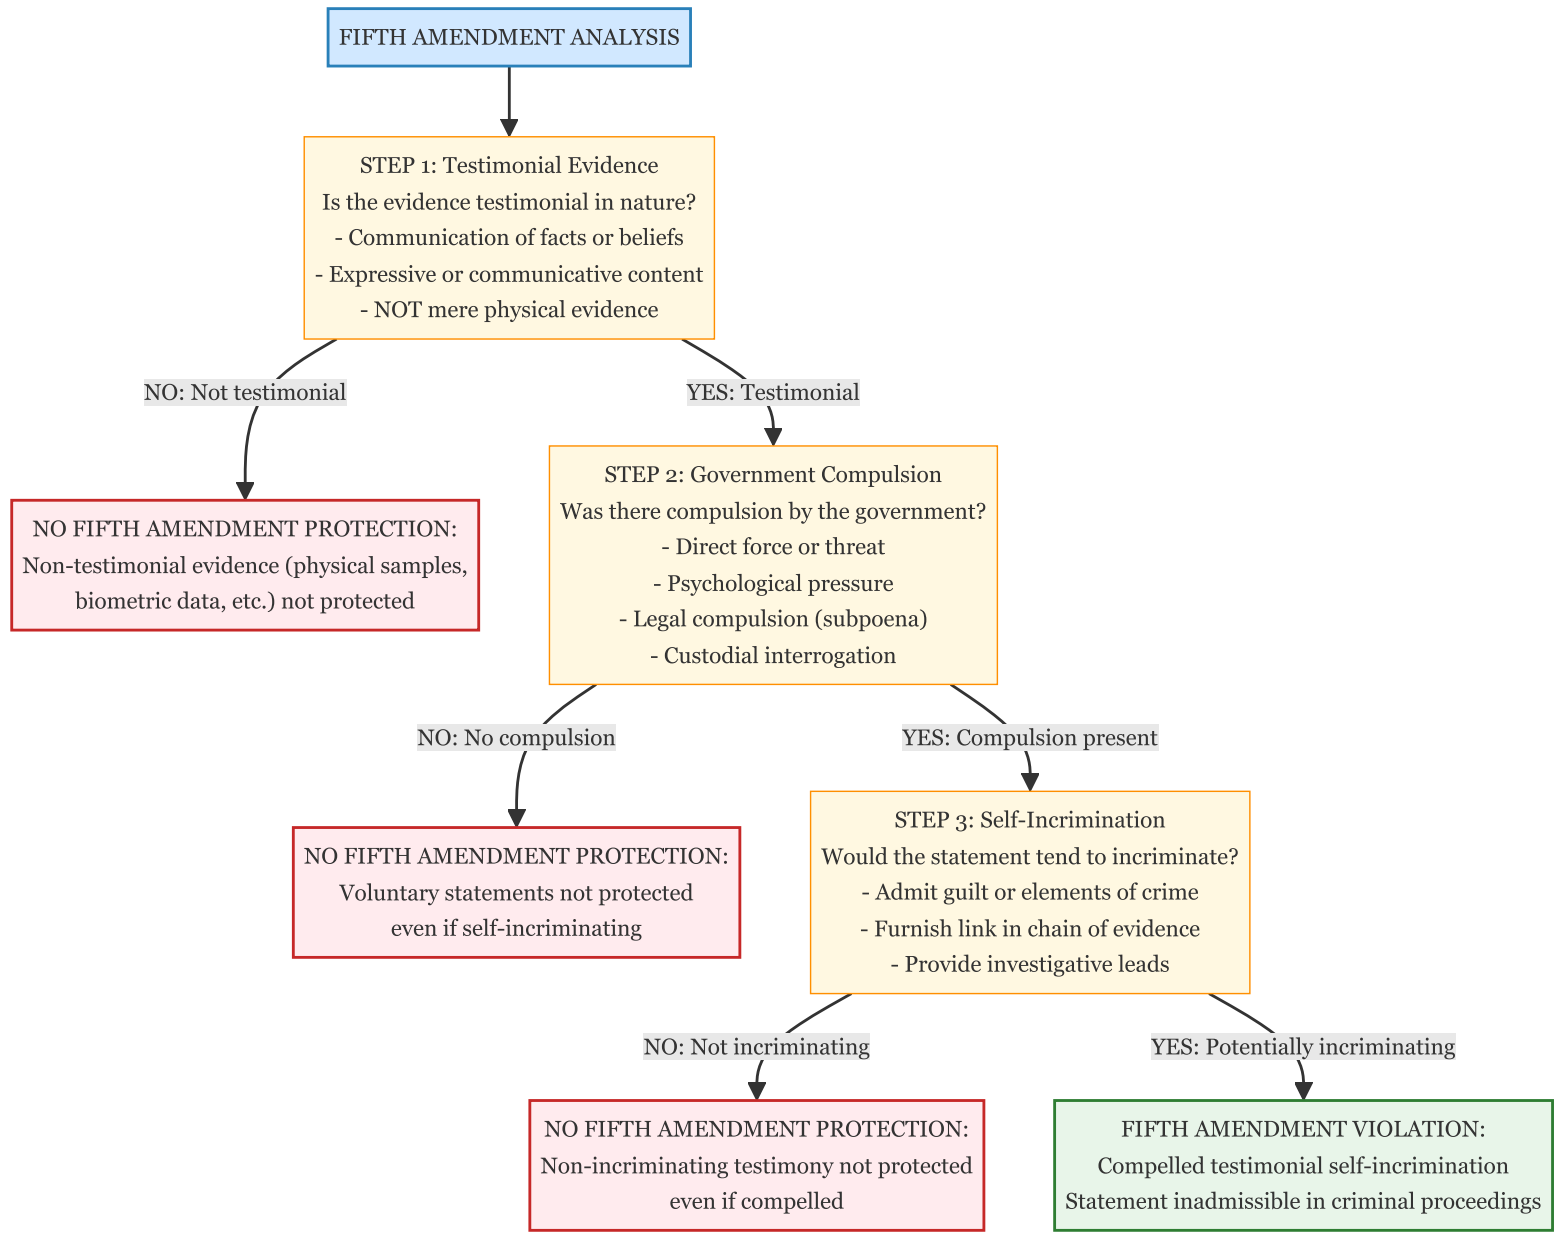 FIFTH AMENDMENT ANALYSIS
STEP 1: Testimonial Evidence
Is the evidence testimonial in nature?
- Communication of facts or beliefs
- Expressive or communicative content
- NOT mere physical evidence
NO: Not testimonial
YES: Testimonial
STEP 2: Government Compulsion
Was there compulsion by the government?
- Direct force or threat
- Psychological pressure
- Legal compulsion (subpoena)
- Custodial interrogation
NO FIFTH AMENDMENT PROTECTION:
Non-testimonial evidence (physical samples,
biometric data, etc.) not protected
NO: No compulsion
YES: Compulsion present
STEP 3: Self-Incrimination
Would the statement tend to incriminate?
- Admit guilt or elements of crime
- Furnish link in chain of evidence
- Provide investigative leads
NO FIFTH AMENDMENT PROTECTION:
Voluntary statements not protected
even if self-incriminating
NO: Not incriminating
YES: Potentially incriminating
NO FIFTH AMENDMENT PROTECTION:
Non-incriminating testimony not protected
even if compelled
FIFTH AMENDMENT VIOLATION:
Compelled testimonial self-incrimination
Statement inadmissible in criminal proceedings